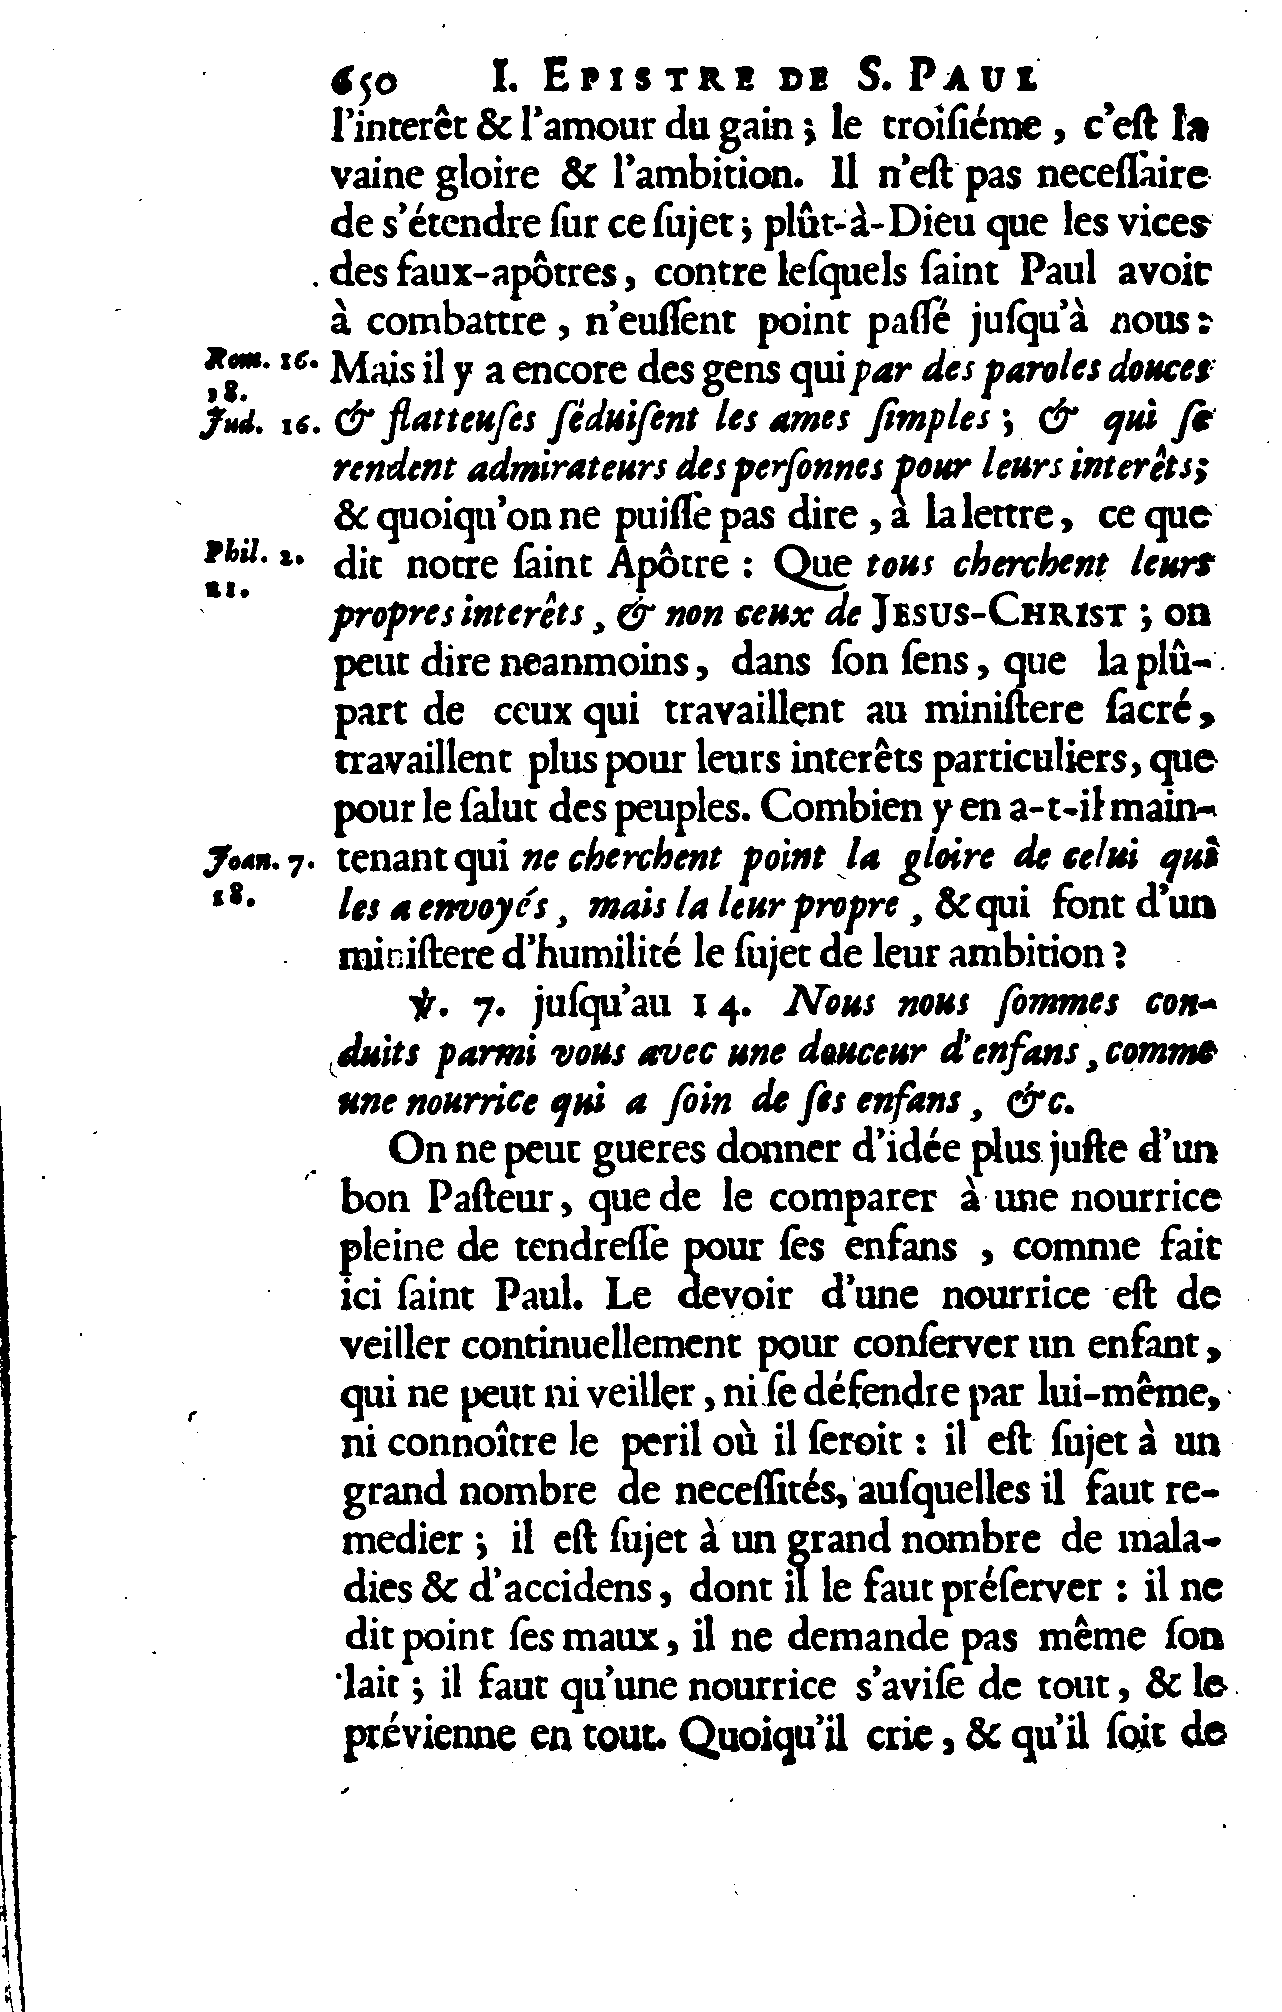 650 I. EPISTRE DE S. PAUL
l'interêt & l'amour du gain ; le troisiéme, c'eſt la
vaine gloire & l'ambition. Il n'eſt pas neceſſaire
de s'étendre ſur ce ſujet ; plût-à-Dieu que les vices
des faux-apôtres, contre leſquels ſaint Paul avoit
à combattre, n'euſſent point paſſé juſqu'à nous :
Rom. 16. Mais il y a encore des gens qui par des paroles douces
18.
Jud. 16. & flatteuſes ſéduiſent les ames ſimples ; & qui ſe
rendent admirateurs des perſonnes pour leurs interêts;
& quoiqu'on ne puiſſe pas dire, à la lettre, ce que
Phil. 2. dit notre ſaint Apôtre : Que tous cherchent leurs
21.
propres interêts, & non ceux de JESUS-CHRIST ; on
peut dire neanmoins, dans ſon ſens, que la plû-
part de ceux qui travaillent au miniſtere ſacré,
travaillent plus pour leurs interêts particuliers, que
pour le ſalut des peuples. Combien y en a-t-il main-
Joan. 7. tenant qui ne cherchent point la gloire de celui qui
18. les a envoyés, mais la leur propre, & qui font d'un
miniſtere d'humilité le ſujet de leur ambition ?
℣. 7. juſqu'au 14. Nous nous ſommes con-
duits parmi vous avec une douceur d'enfans, comme
une nourrice qui a ſoin de ſes enfans, &c.
On ne peut gueres donner d'idée plus juſte d'un
bon Paſteur, que de le comparer à une nourrice
pleine de tendreſſe pour ſes enfans, comme fait
ici ſaint Paul. Le devoir d'une nourrice eſt de
veiller continuellement pour conſerver un enfant,
qui ne peut ni veiller, ni ſe défendre par lui-même,
ni connoître le peril où il ſeroit : il eſt ſujet à un
grand nombre de neceſſités, auſquelles il faut re-
medier ; il eſt ſujet à un grand nombre de mala-
dies & d'accidens, dont il le faut préſerver : il ne
dit point ſes maux, il ne demande pas même ſon
lait ; il faut qu'une nourrice s'aviſe de tout, & le
prévienne en tout. Quoiqu'il crie, & qu'il ſoit de